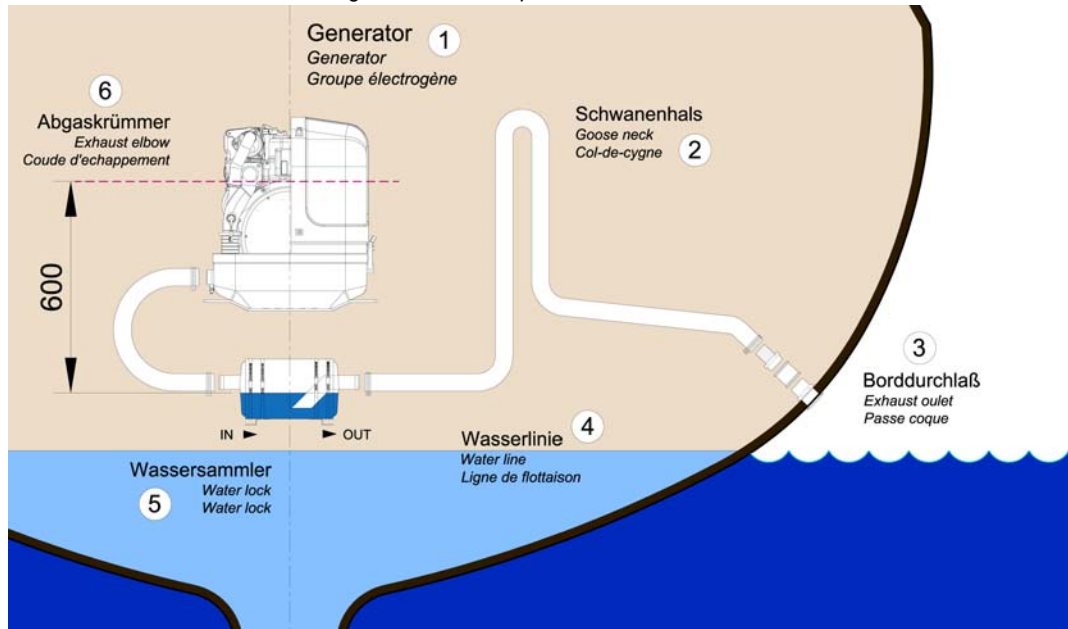 Generator
Generator
Groupe électrogène
1
6
Abgaskrümmer
Exhaust elbow
Coude d'echappement
Schwanenhals
Goose neck
Col-de-cygne
2
600
3
Borddurchlaß
Exhaust oulet
Passe coque
IN
OUT
Wasserlinie
Water line
Ligne de flottaison
4
Wassersammler
Water lock
Water lock
5